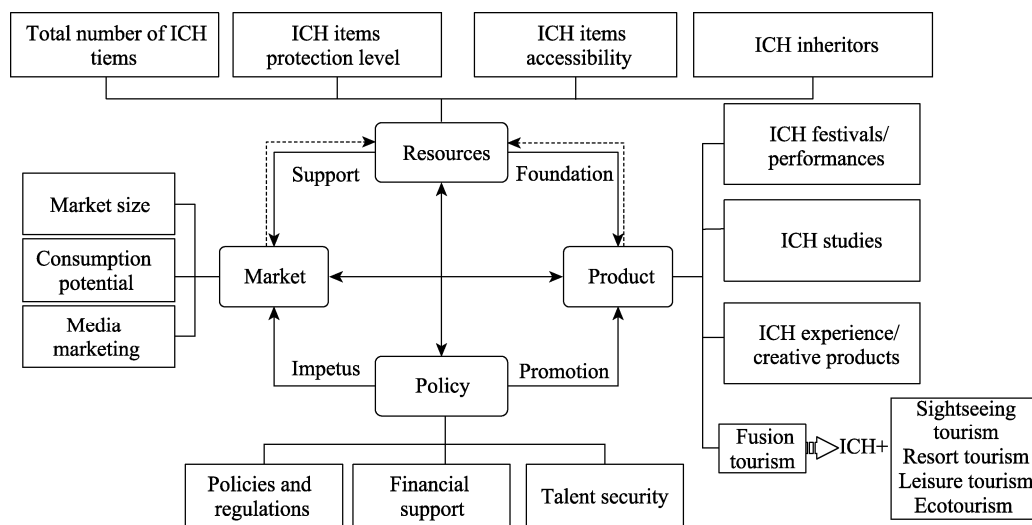 Total number of ICH
tiems
ICH items
protection level
ICH items
accessibility
ICH inheritors
Resources
Support
Foundation
ICH festivals/
performances
Market size
Consumption
potential
Media
marketing
Market
Product
ICH studies
ICH experience/
creative products
Impetus
Policy
Promotion
Fusion
tourism
ICH+
Sightseeing
tourism
Resort tourism
Leisure tourism
Ecotourism
Policies and
regulations
Financial
support
Talent security